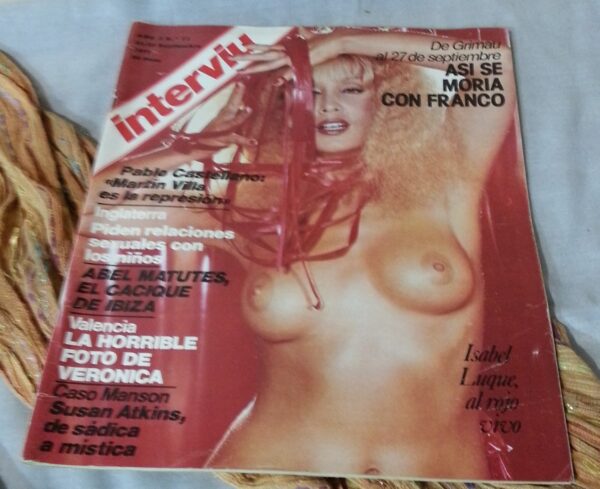 interviu
De Grimau
al 27 de septiembre
ASI SE
MORIA
CON FRANCO
Pablo Castellano:
«Martín Villa
es la represión»
Inglaterra
Piden relaciones
sexuales con
los niños
ABEL MATUTES,
EL CACIQUE
DE IBIZA
Valencia
LA HORRIBLE
FOTO DE
VERONICA
Caso Manson
Susan Atkins,
de sádica
a mística
Isabel
Luque,
al rojo
vivo